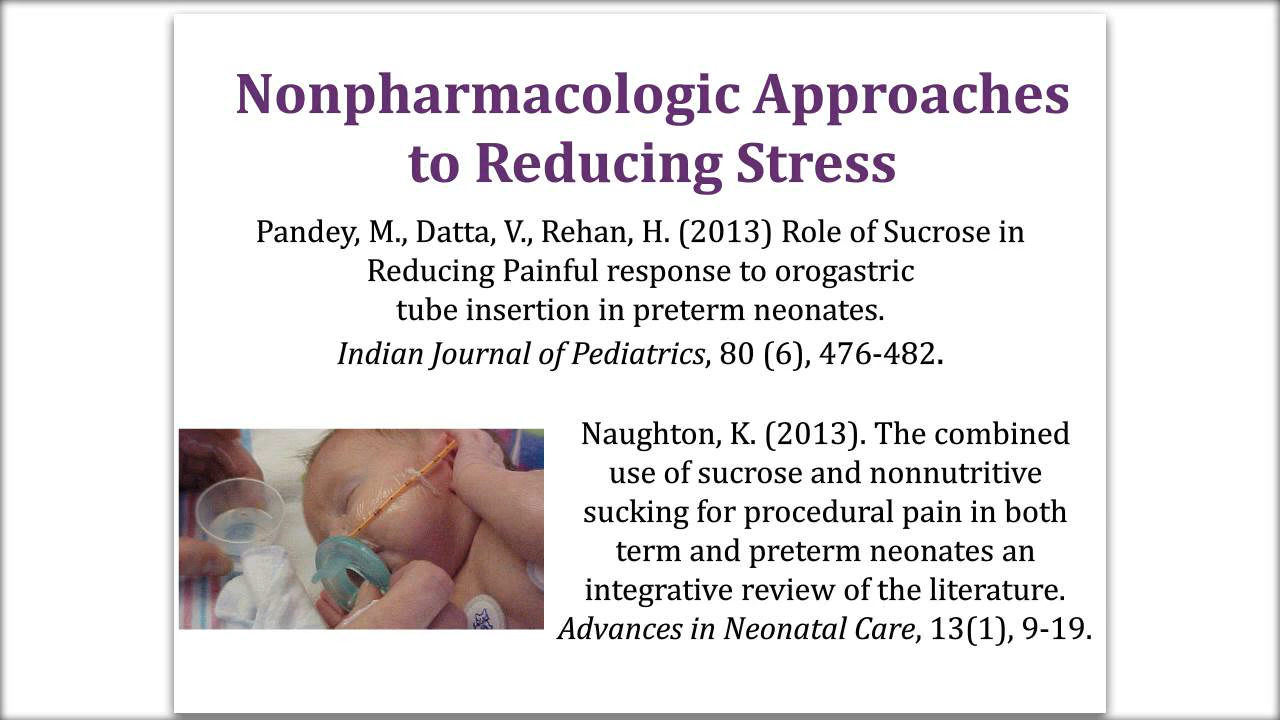 Nonpharmacologic Approaches
to Reducing Stress
Pandey, M., Datta, V., Rehan, H. (2013) Role of Sucrose in
Reducing Painful response to orogastric
tube insertion in preterm neonates.
Indian Journal of Pediatrics, 80 (6), 476-482.
Naughton, K. (2013). The combined
use of sucrose and nonnutritive
sucking for procedural pain in both
term and preterm neonates an
integrative review of the literature.
Advances in Neonatal Care, 13(1), 9-19.